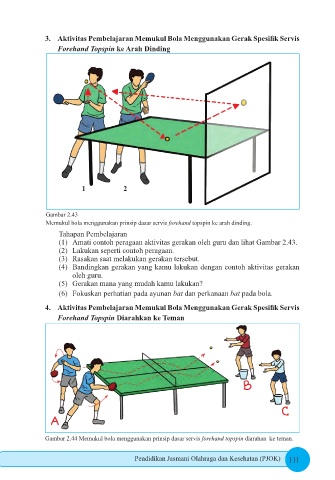 3. Aktivitas Pembelajaran Memukul Bola Menggunakan Gerak Spesifik Servis
Forehand Topspin ke Arah Dinding
1 2
Gambar 2.43
Memukul bola menggunakan prinsip dasar servis forehand topspin ke arah dinding.
Tahapan Pembelajaran
(1) Amati contoh peragaan aktivitas gerakan oleh guru dan lihat Gambar 2.43.
(2) Lakukan seperti contoh peragaan.
(3) Rasakan saat melakukan gerakan tersebut.
(4) Bandingkan gerakan yang kamu lakukan dengan contoh aktivitas gerakan
oleh guru.
(5) Gerakan mana yang mudah kamu lakukan?
(6) Fokuskan perhatian pada ayunan bat dan perkenaan bat pada bola.
4. Aktivitas Pembelajaran Memukul Bola Menggunakan Gerak Spesifik Servis
Forehand Topspin Diarahkan ke Teman
B
A
C
Gambar 2.44 Memukul bola menggunakan prinsip dasar servis forehand topspin diarahan ke teman.
Pendidikan Jasmani Olahraga dan Kesehatan (PJOK) 111